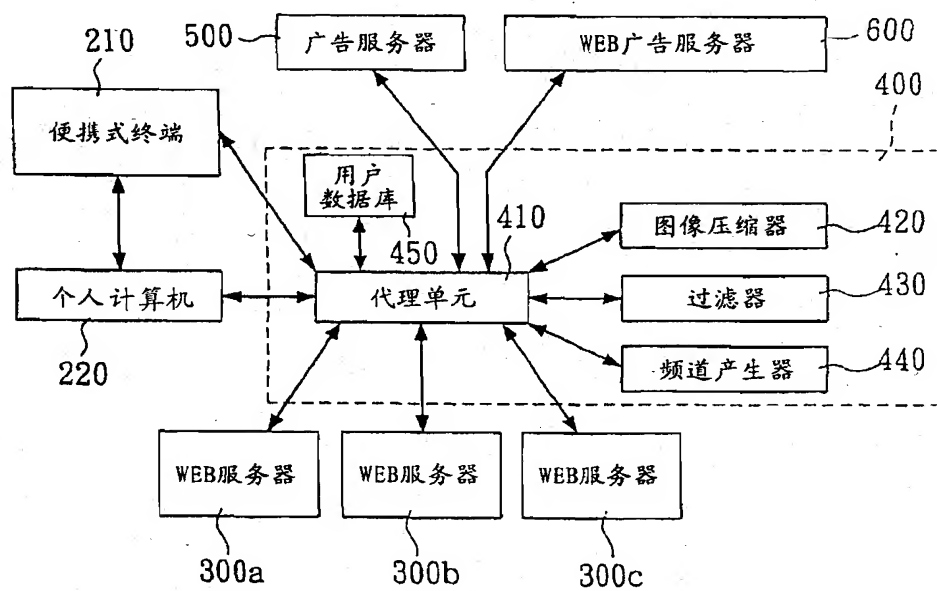 500
广告服务器
WEB广告服务器
600
210
400
便携式终端
用户
数据库
450
410
图像压缩器
420
个人计算机
代理单元
过滤器
430
220
频道产生器
440
WEB服务器
WEB服务器
WEB服务器
300a
300b
300c